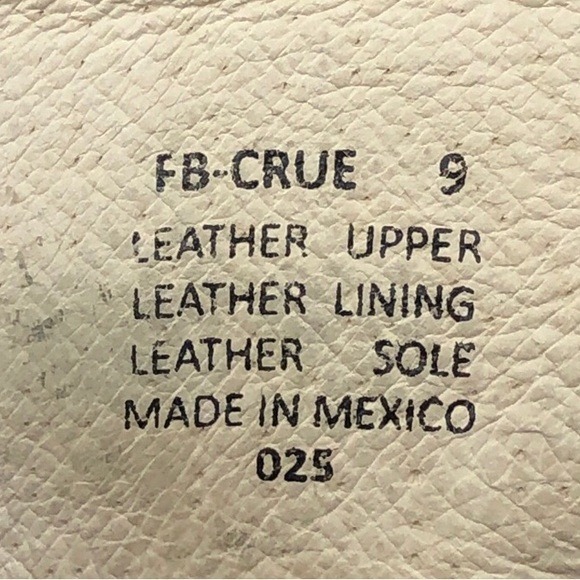 FB-CRUE 9
LEATHER UPPER
LEATHER LINING
LEATHER SOLE
MADE IN MEXICO
025